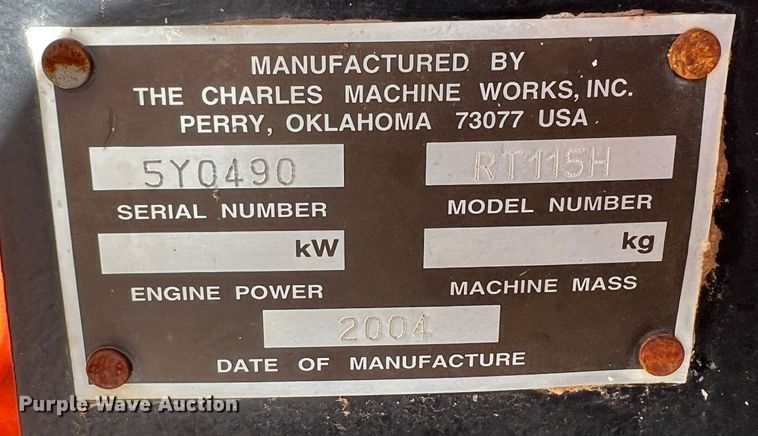 MANUFACTURED BY
THE CHARLES MACHINE WORKS, INC.
PERRY, OKLAHOMA 73077 USA
5Y0490 RT115H
SERIAL NUMBER MODEL NUMBER
kW kg
ENGINE POWER MACHINE MASS
2004
DATE OF MANUFACTURE
Purple Wave Auction